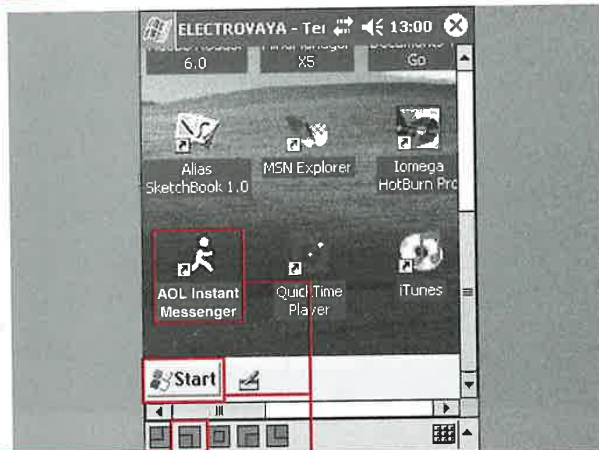 ELECTROVAYA - Ter 13:00
6.0 X5 Go
Alias
SketchBook 1.0
MSN Explorer
Iomega
HotBurn Pro
AOL Instant
Messenger
QuickTime
Player
iTunes
Start